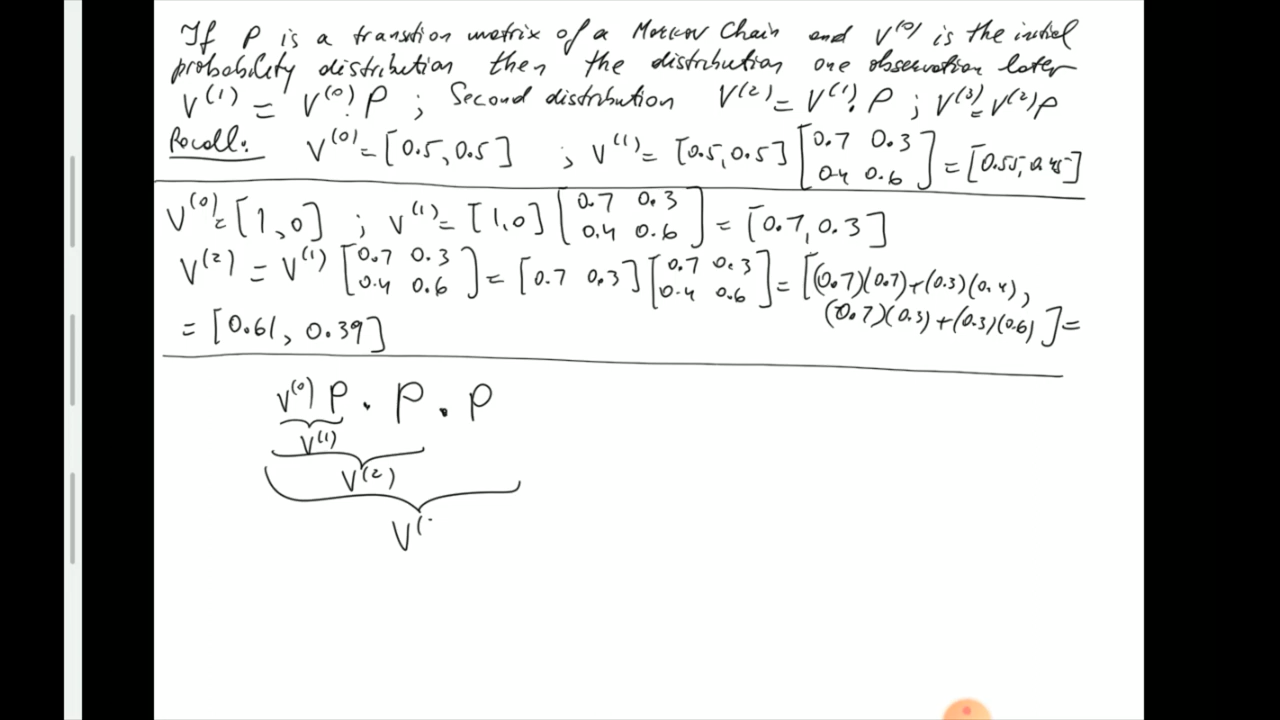 If P is a transition matrix of a Markov Chain and V^(0) is the initial
probability distribution then the distribution one observation later
V^(1) = V^(0) · P ; Second distribution V^(2) = V^(1) · P ; V^(3) = V^(2) P
Recall: V^(0) = [0.5, 0.5] ; V^(1) = [0.5, 0.5] [0.7 0.3
0.4 0.6] = [0.55, 0.45]
V^(0) = [1, 0] ; V^(1) = [1, 0] [0.7 0.3
0.4 0.6] = [0.7, 0.3]
V^(2) = V^(1) [0.7 0.3
0.4 0.6] = [0.7 0.3] [0.7 0.3
0.4 0.6] = [(0.7)(0.7)+(0.3)(0.4),
(0.7)(0.3)+(0.3)(0.6)] =
= [0.61, 0.39]
V^(0) P · P · P
V^(1)
V^(2)
V^(